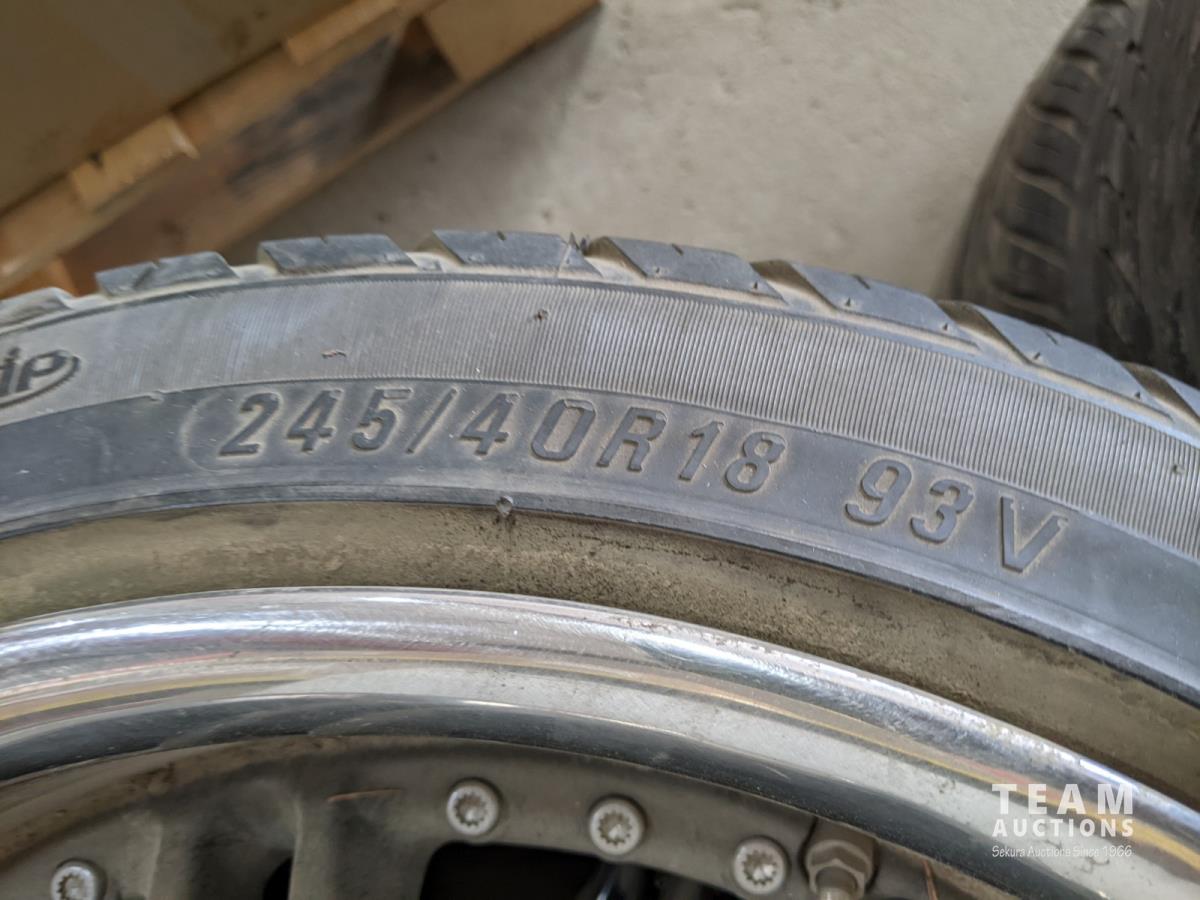 245/40R18 93V
TEAM
AUCTIONS
Sekura Auctions Since 1966